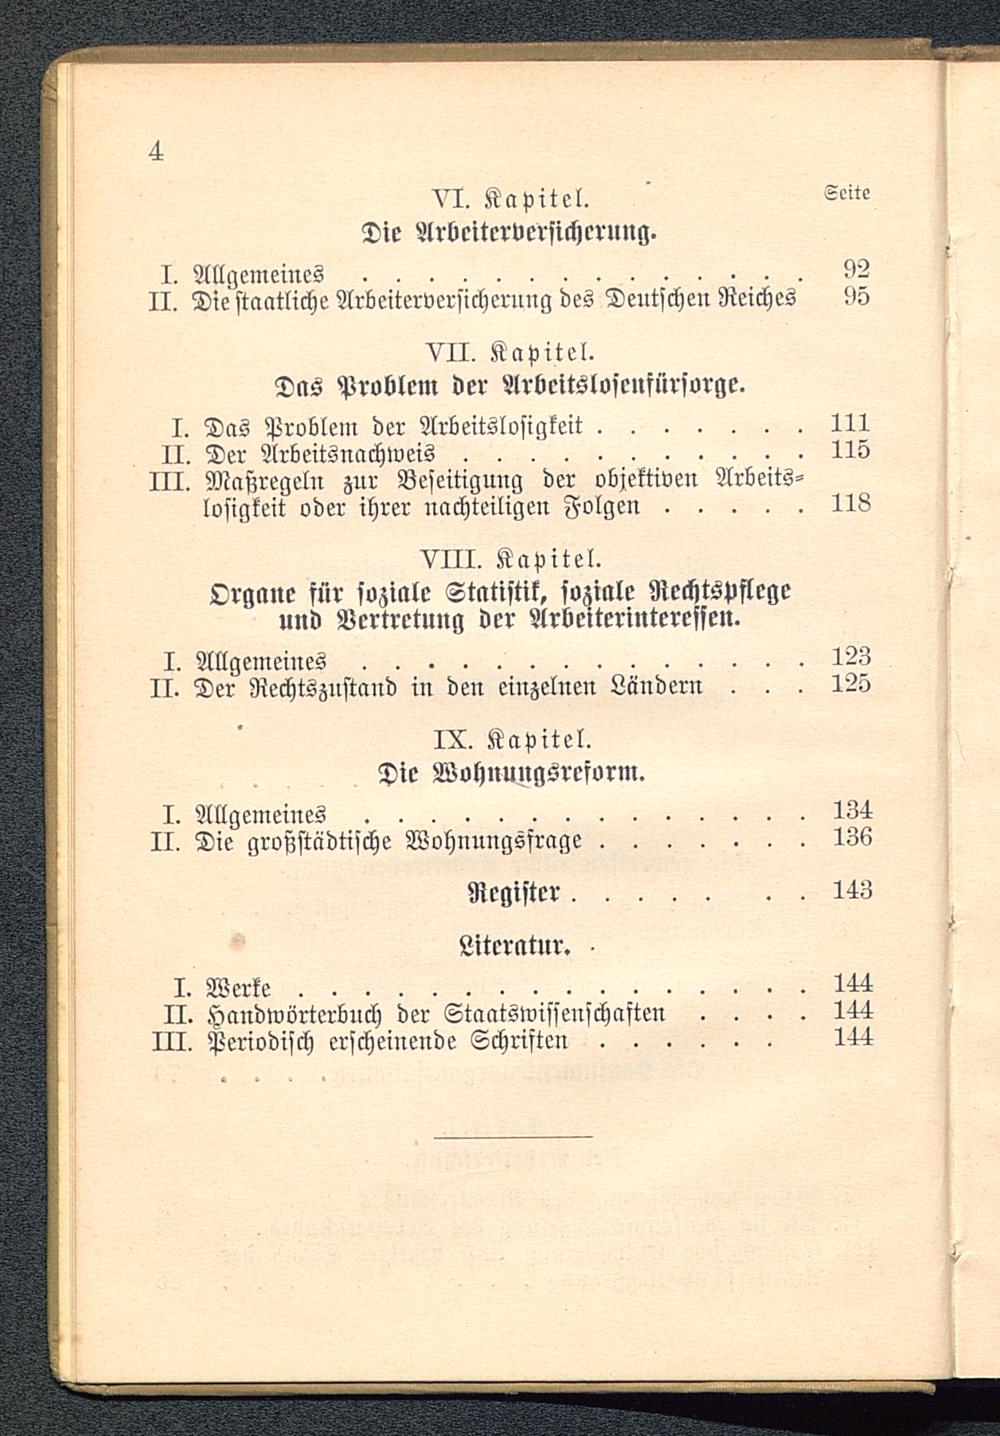 4
VI. Kapitel. Seite
Die Arbeiterversicherung.
I. Allgemeines . . . . . . . . . . . . . . 92
II. Die staatliche Arbeiterversicherung des Deutschen Reiches 95
VII. Kapitel.
Das Problem der Arbeitslosenfürsorge.
I. Das Problem der Arbeitslosigkeit . . . . . . . 111
II. Der Arbeitsnachweis . . . . . . . . . . . 115
III. Maßregeln zur Beseitigung der objektiven Arbeits-
losigkeit oder ihrer nachteiligen Folgen . . . . . 118
VIII. Kapitel.
Organe für soziale Statistik, soziale Rechtspflege
und Vertretung der Arbeiterinteressen.
I. Allgemeines . . . . . . . . . . . . . . 123
II. Der Rechtszustand in den einzelnen Ländern . . . 125
IX. Kapitel.
Die Wohnungsreform.
I. Allgemeines . . . . . . . . . . . . . . 134
II. Die großstädtische Wohnungsfrage . . . . . . . 136
Register . . . . . . . 143
Literatur.
I. Werke . . . . . . . . . . . . . . . . 144
II. Handwörterbuch der Staatswissenschaften . . . . 144
III. Periodisch erscheinende Schriften . . . . . . 144